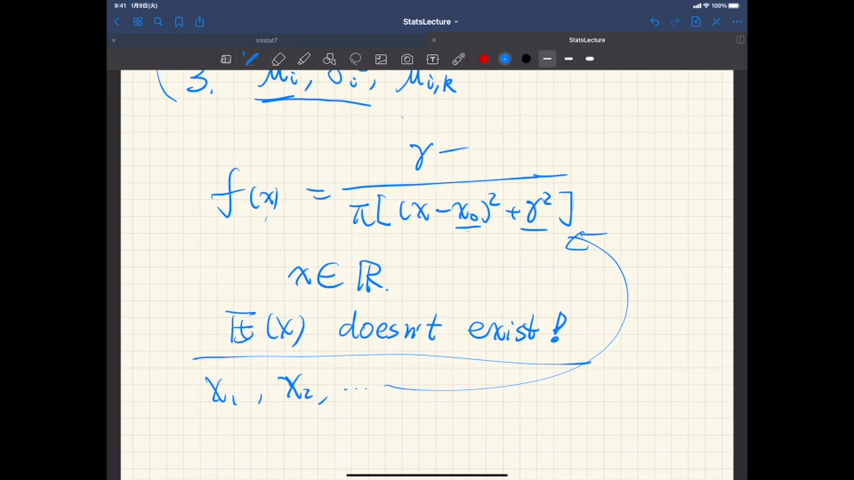 9:41 1月9日(火)
100%
StatsLecture
intstat7
StatsLecture
3. μi, σi², μi,k
γ
f(x) = 
π[(x-x₀)²+γ²]
x∈ℝ.
E(X) doesn't exist!
X₁, X₂, ...